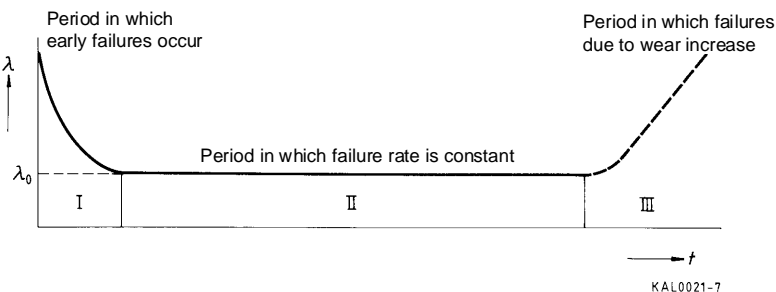 Period in which
early failures occur
Period in which failures
due to wear increase
λ
Period in which failure rate is constant
λ₀
I
II
III
t
KAL0021-7